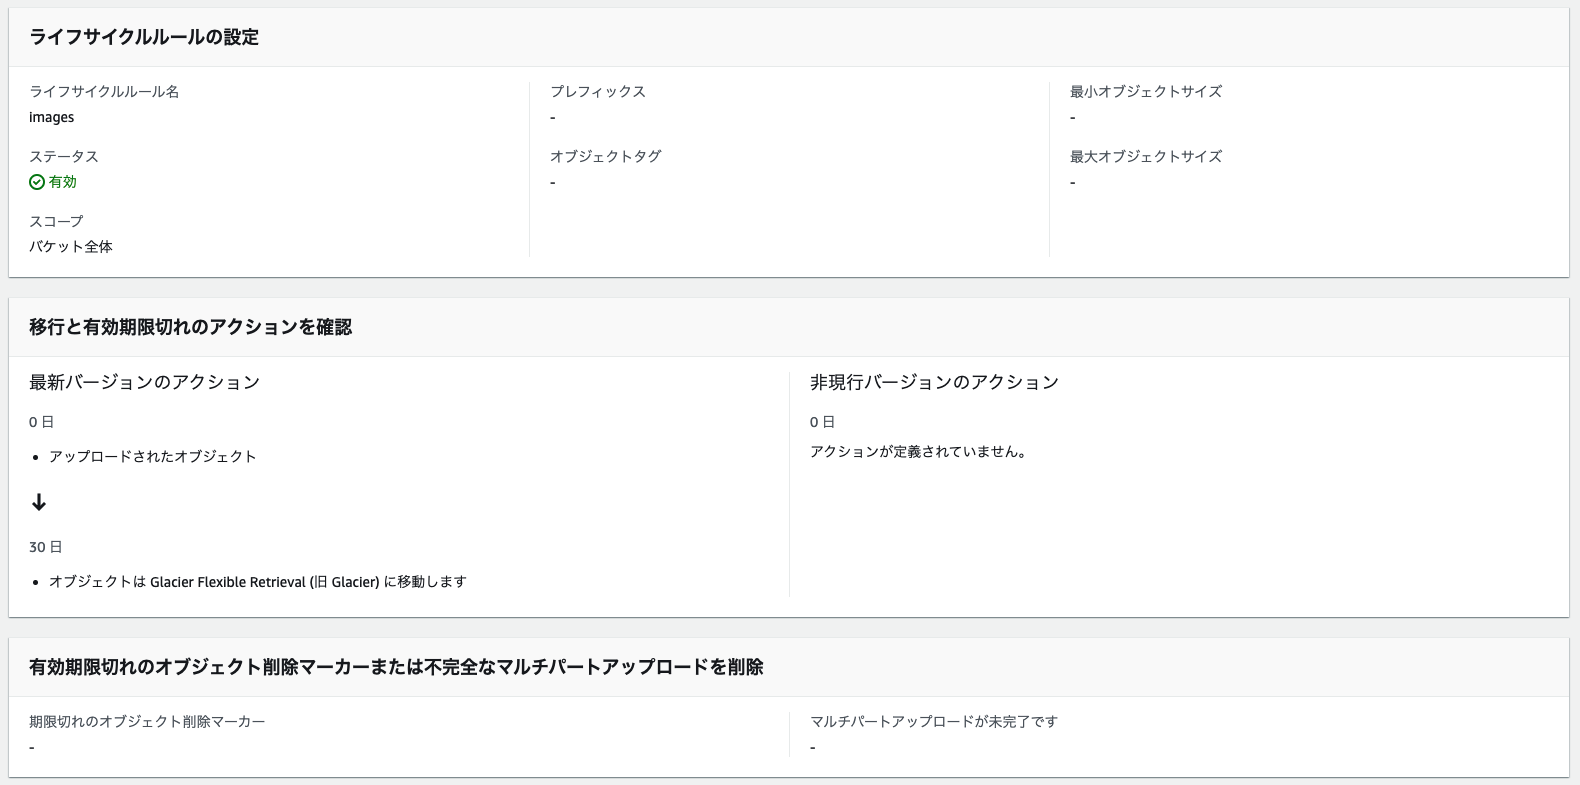 ライフサイクルルールの設定
ライフサイクルルール名
images
ステータス
有効
スコープ
バケット全体
プレフィックス
-
オブジェクトタグ
-
最小オブジェクトサイズ
-
最大オブジェクトサイズ
-
移行と有効期限切れのアクションを確認
最新バージョンのアクション
0 日
• アップロードされたオブジェクト
↓
30 日
• オブジェクトは Glacier Flexible Retrieval (旧 Glacier) に移動します
非現行バージョンのアクション
0 日
アクションが定義されていません。
有効期限切れのオブジェクト削除マーカーまたは不完全なマルチパートアップロードを削除
期限切れのオブジェクト削除マーカー
-
マルチパートアップロードが未完了です
-